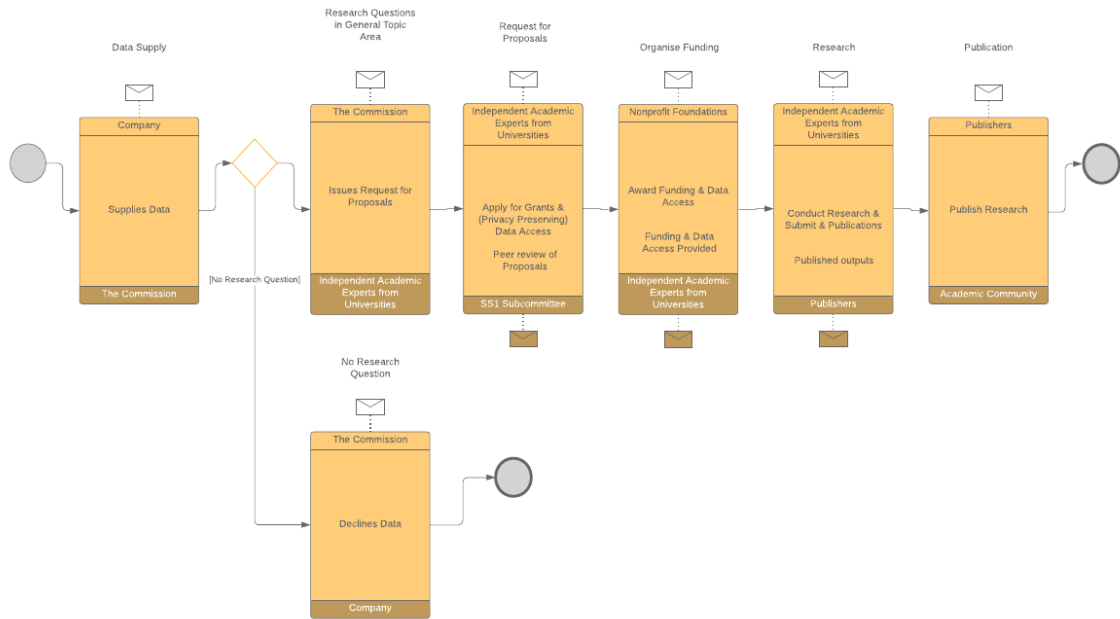 Data Supply
Company
Supplies Data
The Commission
[No Research Question]
Research Questions
in General Topic
Area
The Commission
Issues Request for
Proposals
Independent Academic
Experts from
Universities
Request for
Proposals
Independent Academic
Experts from
Universities
Apply for Grants &
(Privacy Preserving)
Data Access
Peer review of
Proposals
SS1 Subcommittee
Organise Funding
Nonprofit Foundations
Award Funding & Data
Access
Funding & Data
Access Provided
Independent Academic
Experts from
Universities
Research
Independent Academic
Experts from
Universities
Conduct Research &
Submit & Publications
Published outputs
Publishers
Publication
Publishers
Publish Research
Academic Community
No Research
Question
The Commission
Declines Data
Company